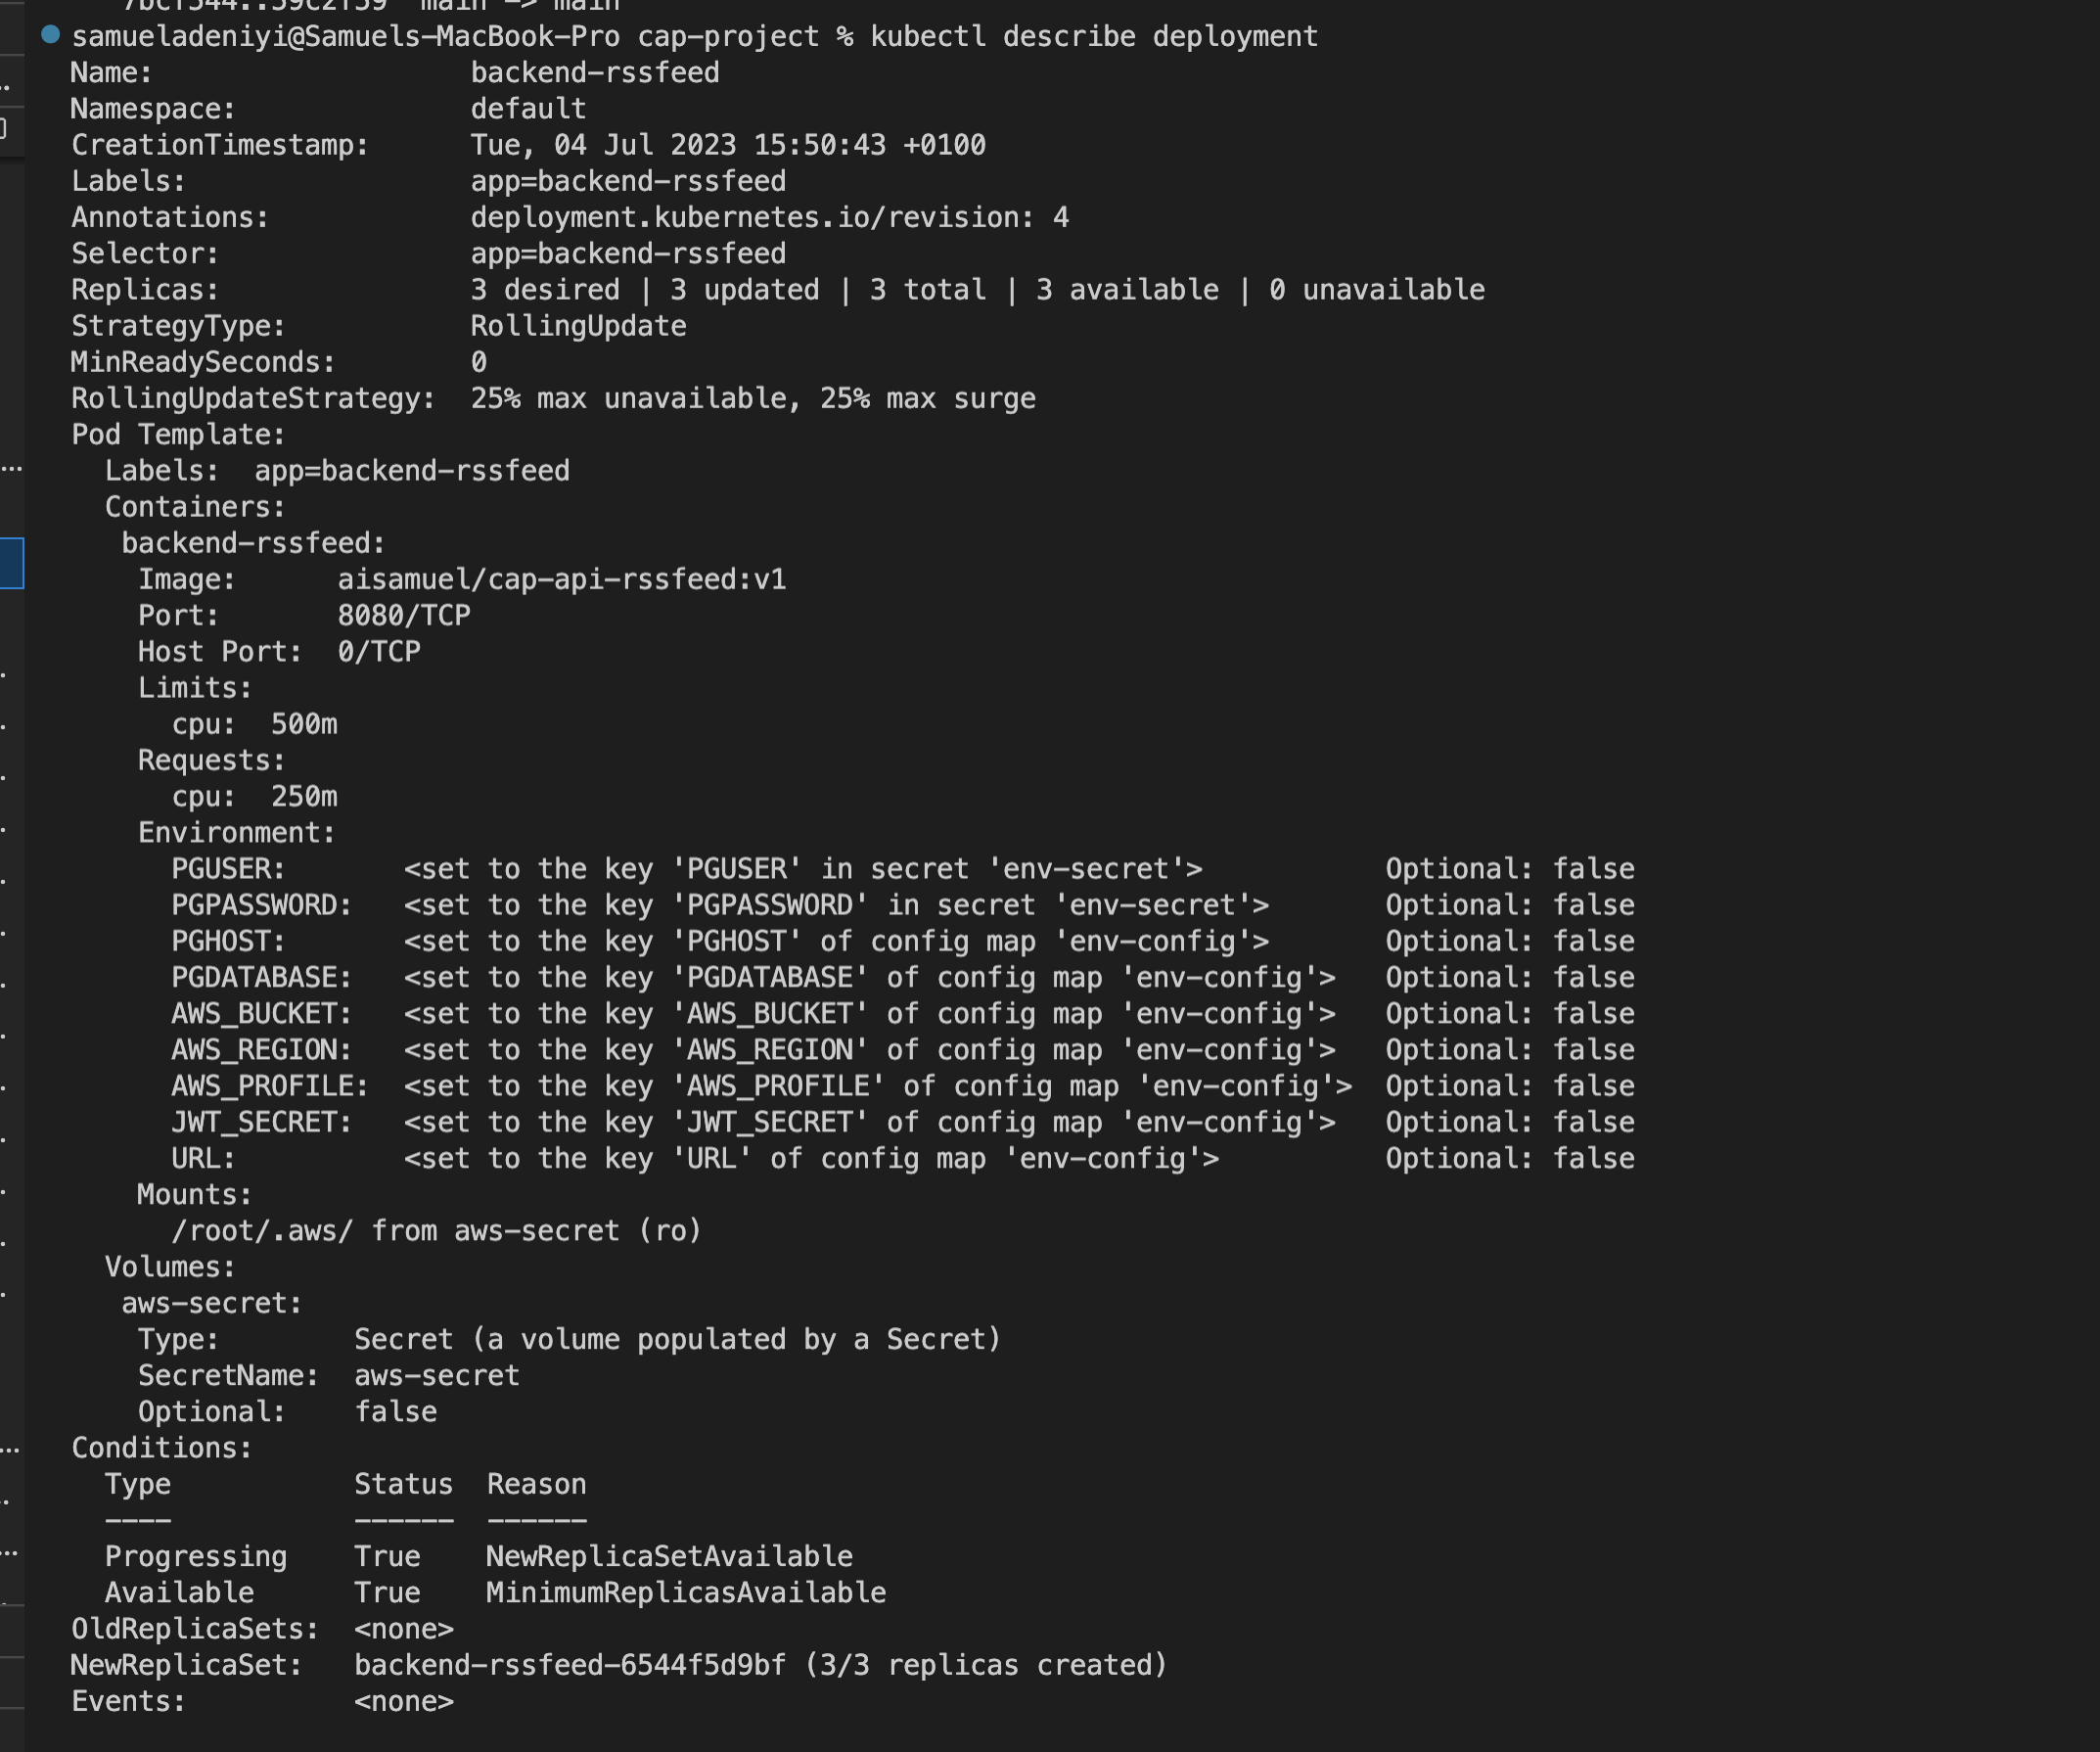 7bcf544..59c2f59  main -> main
samueladeniyi@Samuels-MacBook-Pro cap-project % kubectl describe deployment
Name:                   backend-rssfeed
Namespace:              default
CreationTimestamp:      Tue, 04 Jul 2023 15:50:43 +0100
Labels:                 app=backend-rssfeed
Annotations:            deployment.kubernetes.io/revision: 4
Selector:               app=backend-rssfeed
Replicas:               3 desired | 3 updated | 3 total | 3 available | 0 unavailable
StrategyType:           RollingUpdate
MinReadySeconds:        0
RollingUpdateStrategy:  25% max unavailable, 25% max surge
Pod Template:
  Labels:  app=backend-rssfeed
  Containers:
   backend-rssfeed:
    Image:      aisamuel/cap-api-rssfeed:v1
    Port:       8080/TCP
    Host Port:  0/TCP
    Limits:
      cpu:  500m
    Requests:
      cpu:  250m
    Environment:
      PGUSER:       <set to the key 'PGUSER' in secret 'env-secret'>           Optional: false
      PGPASSWORD:   <set to the key 'PGPASSWORD' in secret 'env-secret'>       Optional: false
      PGHOST:       <set to the key 'PGHOST' of config map 'env-config'>       Optional: false
      PGDATABASE:   <set to the key 'PGDATABASE' of config map 'env-config'>   Optional: false
      AWS_BUCKET:   <set to the key 'AWS_BUCKET' of config map 'env-config'>   Optional: false
      AWS_REGION:   <set to the key 'AWS_REGION' of config map 'env-config'>   Optional: false
      AWS_PROFILE:  <set to the key 'AWS_PROFILE' of config map 'env-config'>  Optional: false
      JWT_SECRET:   <set to the key 'JWT_SECRET' of config map 'env-config'>   Optional: false
      URL:          <set to the key 'URL' of config map 'env-config'>          Optional: false
    Mounts:
      /root/.aws/ from aws-secret (ro)
  Volumes:
   aws-secret:
    Type:        Secret (a volume populated by a Secret)
    SecretName:  aws-secret
    Optional:    false
Conditions:
  Type           Status  Reason
  ----           ------  ------
  Progressing    True    NewReplicaSetAvailable
  Available      True    MinimumReplicasAvailable
OldReplicaSets:  <none>
NewReplicaSet:   backend-rssfeed-6544f5d9bf (3/3 replicas created)
Events:          <none>